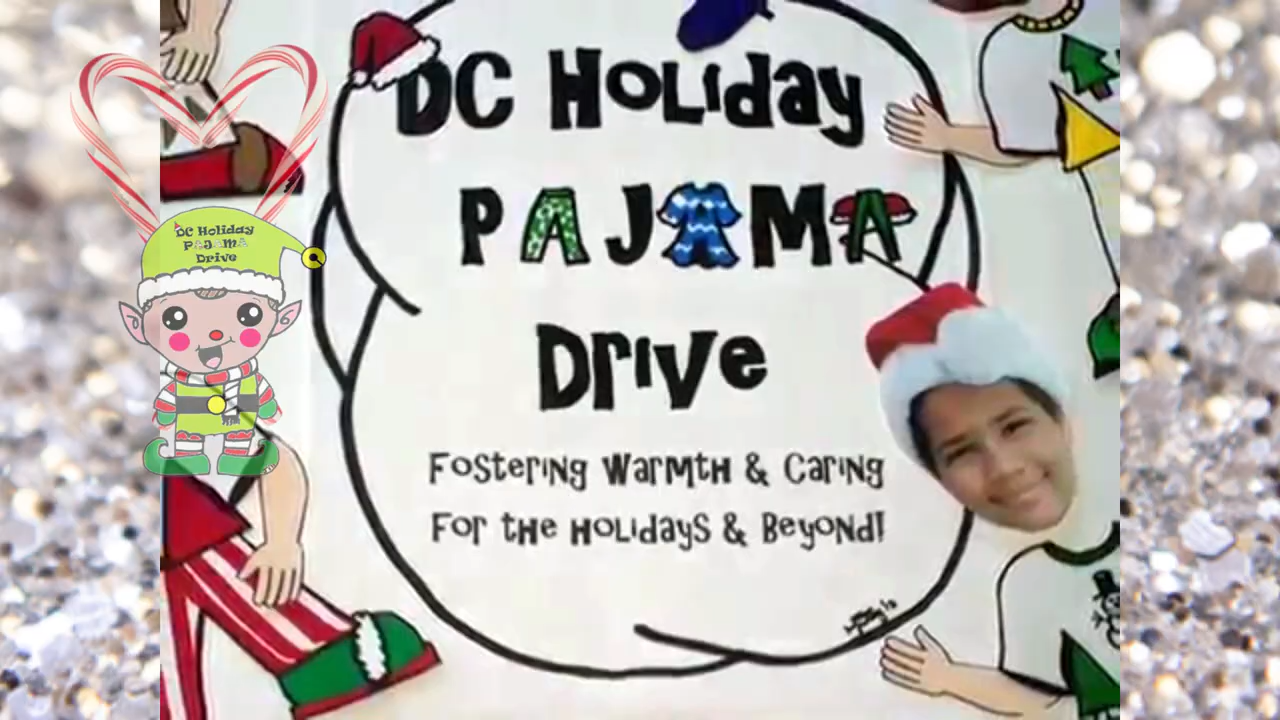 DC Holiday
PAJAMA
Drive
Fostering Warmth & Caring
For the Holidays & Beyond!
DC Holiday
PAJAMA
Drive